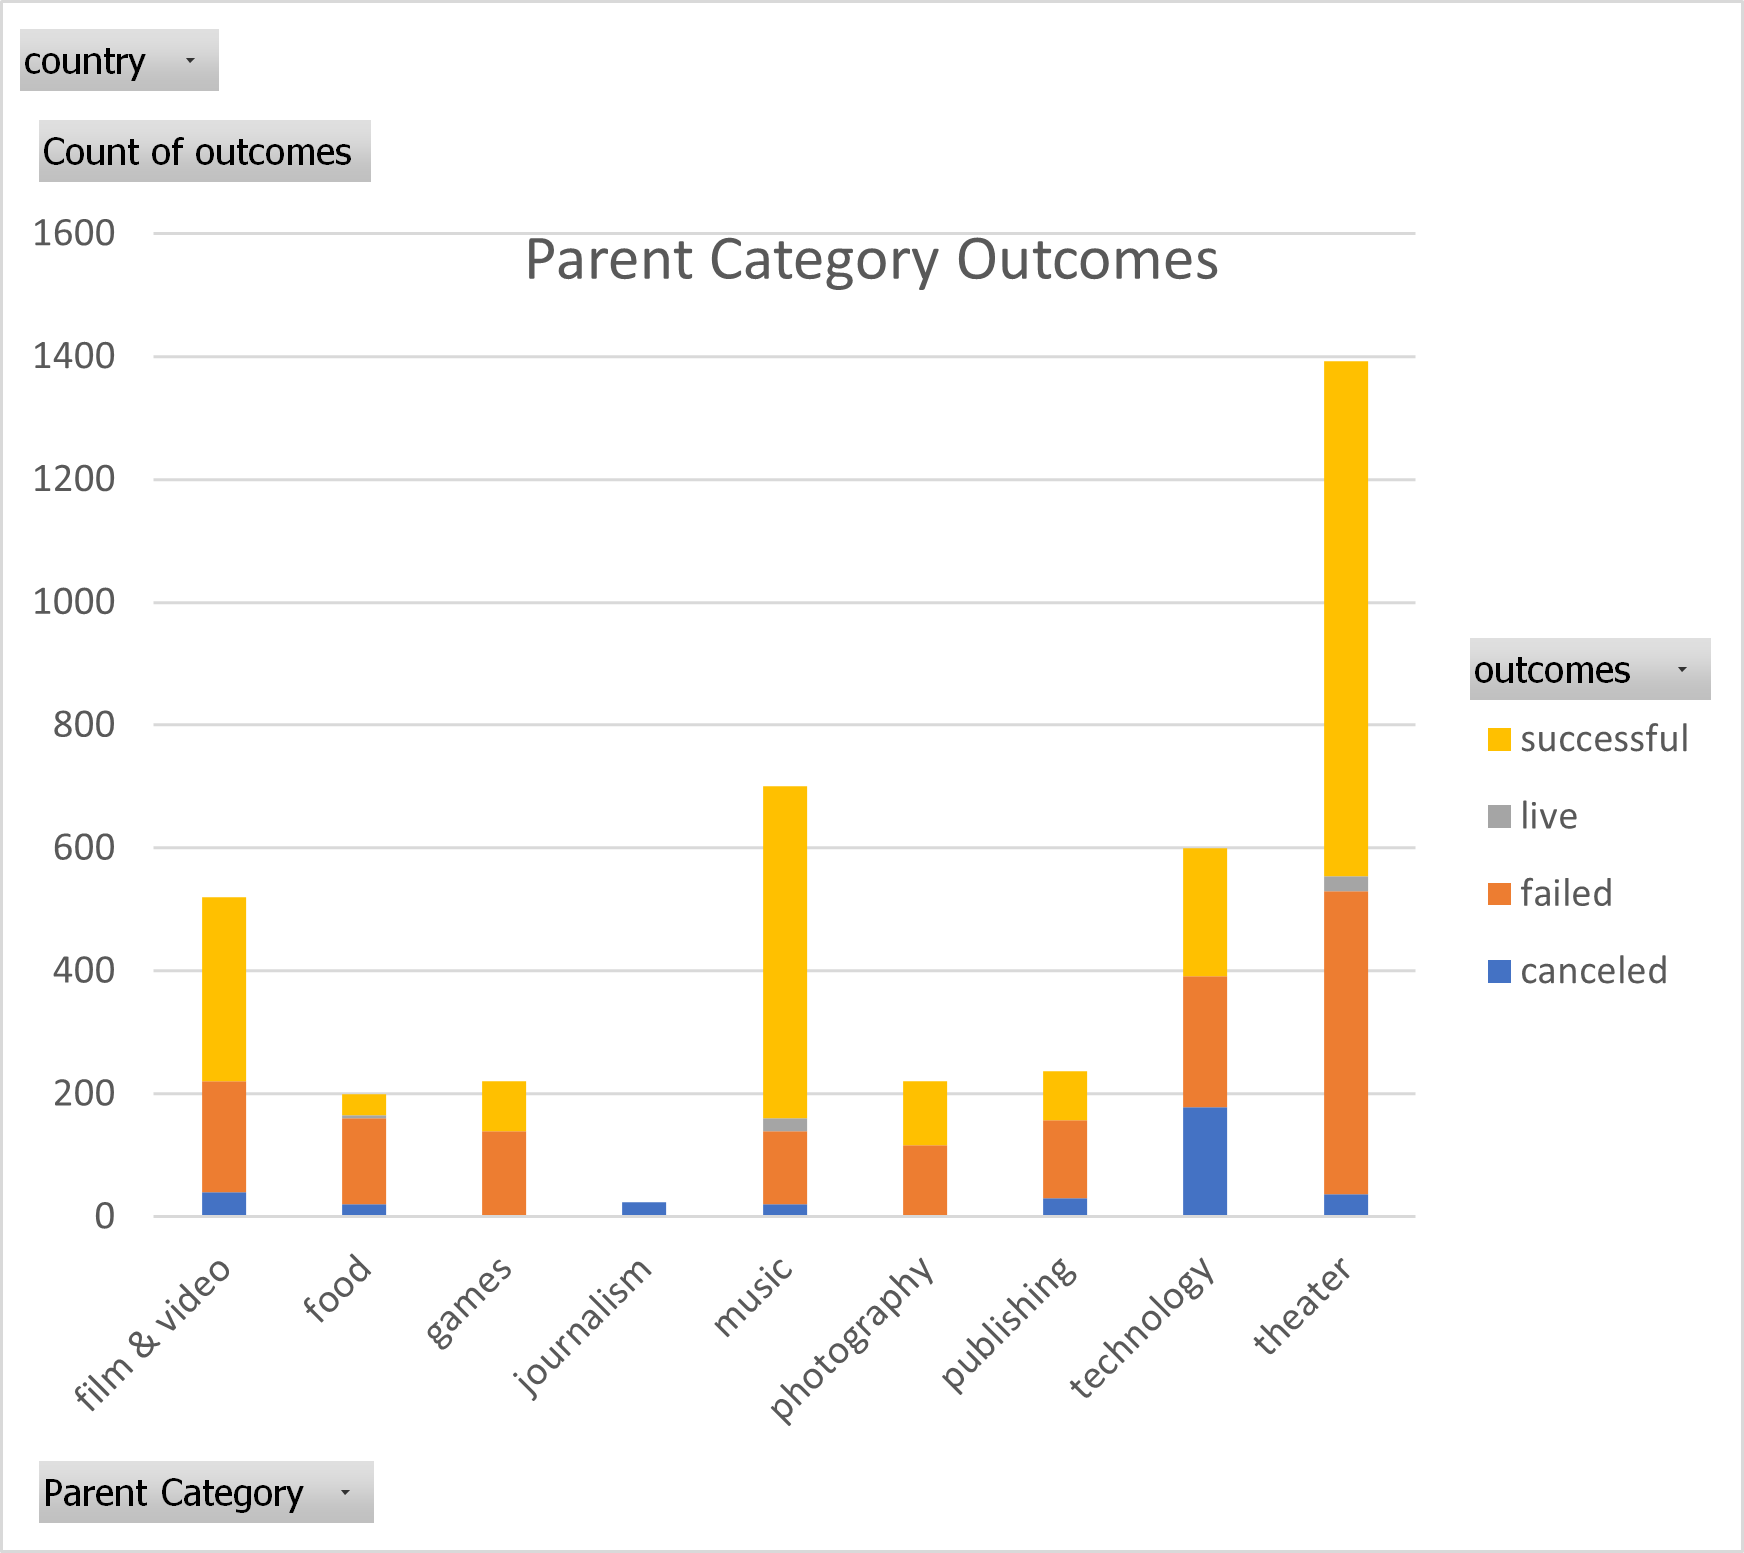 country
Count of outcomes
Parent Category Outcomes
1600
1400
1200
1000
800
600
400
200
0
outcomes
successful
live
failed
canceled
film & video
food
games
journalism
music
photography
publishing
technology
theater
Parent Category